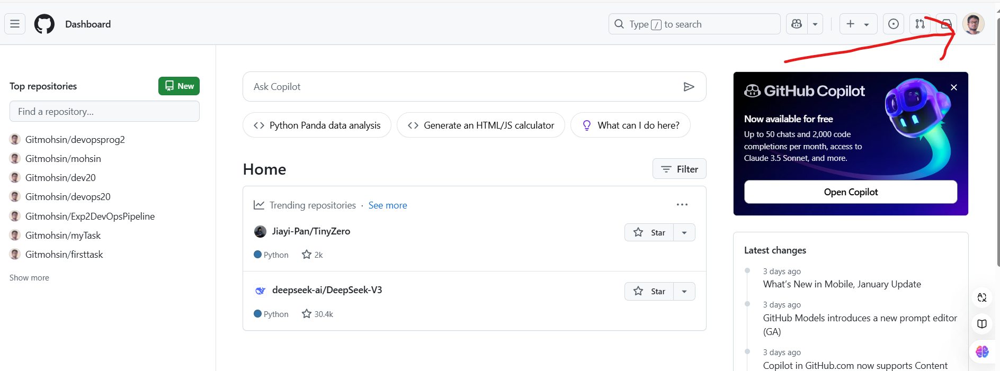 Dashboard
Type / to search
Top repositories
New
Find a repository...
Gitmohsin/devopsprog2
Gitmohsin/mohsin
Gitmohsin/dev20
Gitmohsin/devops20
Gitmohsin/Exp2DevOpsPipeline
Gitmohsin/myTask
Gitmohsin/firsttask
Show more
Ask Copilot
Python Panda data analysis
Generate an HTML/JS calculator
What can I do here?
Home
Filter
Trending repositories · See more
Jiayi-Pan/TinyZero
Star
Python 2k
deepseek-ai/DeepSeek-V3
Star
Python 30.4k
GitHub Copilot
Now available for free
Up to 50 chats and 2,000 code
completions per month, access to
Claude 3.5 Sonnet, and more.
Open Copilot
Latest changes
3 days ago
What's New in Mobile, January Update
3 days ago
GitHub Models introduces a new prompt editor
(GA)
3 days ago
Copilot in GitHub.com now supports Content